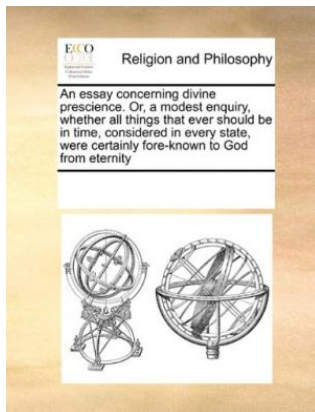 ECCO
Religion and Philosophy
An essay concerning divine
prescience. Or, a modest enquiry,
whether all things that ever should be
in time, considered in every state,
were certainly fore-known to God
from eternity